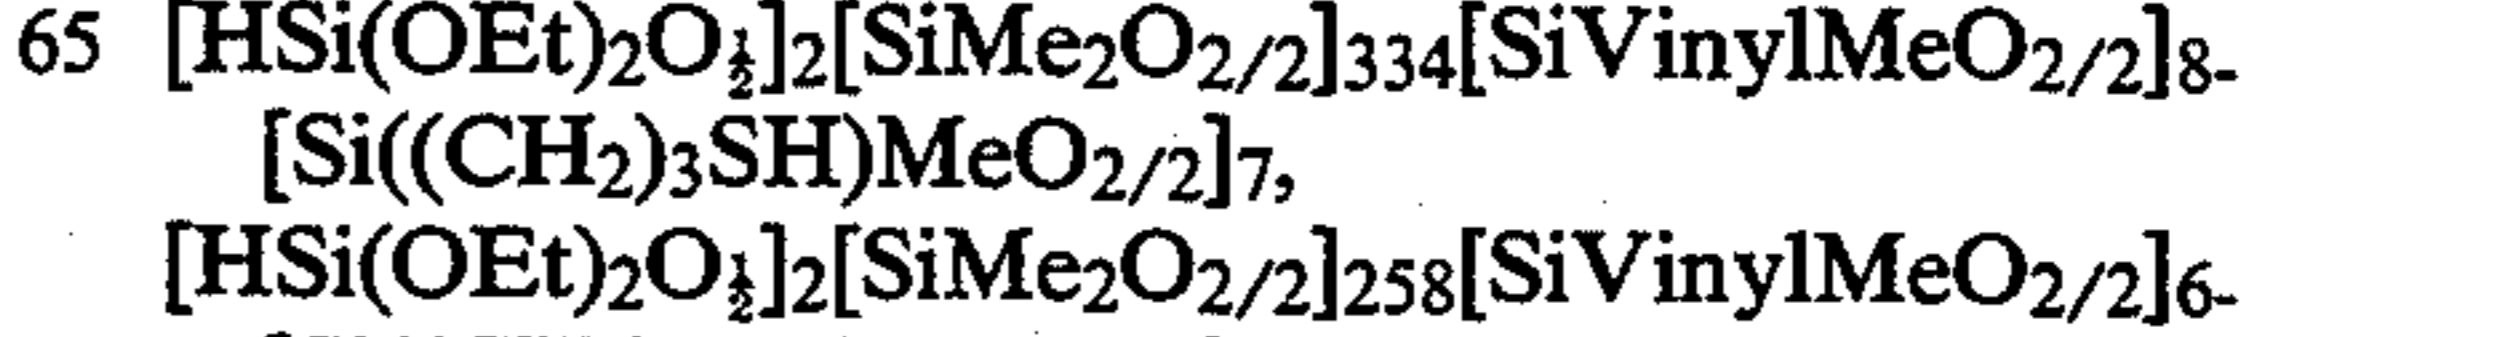 65 [HSi(OEt)₂O½]₂[SiMe₂O₂/₂]₃₃₄[SiVinylMeO₂/₂]₈-
[Si((CH₂)₃SH)MeO₂/₂]₇,
[HSi(OEt)₂O½]₂[SiMe₂O₂/₂]₂₅₈[SiVinylMeO₂/₂]₆-